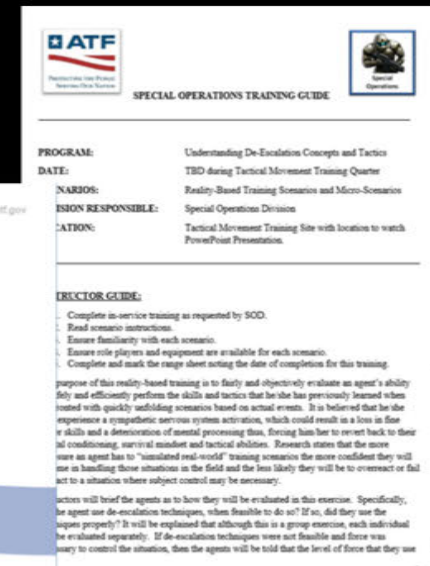 ATF
PROTECTING THE PUBLIC
SERVING OUR NATION
Special
Operations
SPECIAL OPERATIONS TRAINING GUIDE
PROGRAM: Understanding De-Escalation Concepts and Tactics
DATE: TBD during Tactical Movement Training Quarter
NARIOS: Reality-Based Training Scenarios and Micro-Scenarios
tf.gov
ISION RESPONSIBLE: Special Operations Division
CATION: Tactical Movement Training Site with location to watch
PowerPoint Presentation.
TRUCTOR GUIDE:
Complete in-service training as requested by SOD.
Read scenario instructions.
Ensure familiarity with each scenario.
Ensure role players and equipment are available for each scenario.
Complete and mark the range sheet noting the date of completion for this training.
purpose of this reality-based training is to fairly and objectively evaluate an agent's ability
fely and efficiently perform the skills and tactics that he/she has previously learned when
ronted with quickly unfolding scenarios based on actual events. It is believed that he/she
experience a sympathetic nervous system activation, which could result in a loss in fine
r skills and a deterioration of mental processing thus, forcing him/her to revert back to their
al conditioning, survival mindset and tactical abilities. Research states that the more
sure an agent has to "simulated real-world" training scenarios the more confident they will
me in handling those situations in the field and the less likely they will be to overreact or fail
act to a situation where subject control may be necessary.
uctors will brief the agents as to how they will be evaluated in this exercise. Specifically,
he agent use de-escalation techniques, when feasible to do so? If so, did they use the
niques properly? It will be explained that although this is a group exercise, each individual
be evaluated separately. If de-escalation techniques were not feasible and force was
ssary to control the situation, then the agents will be told that the level of force that they use